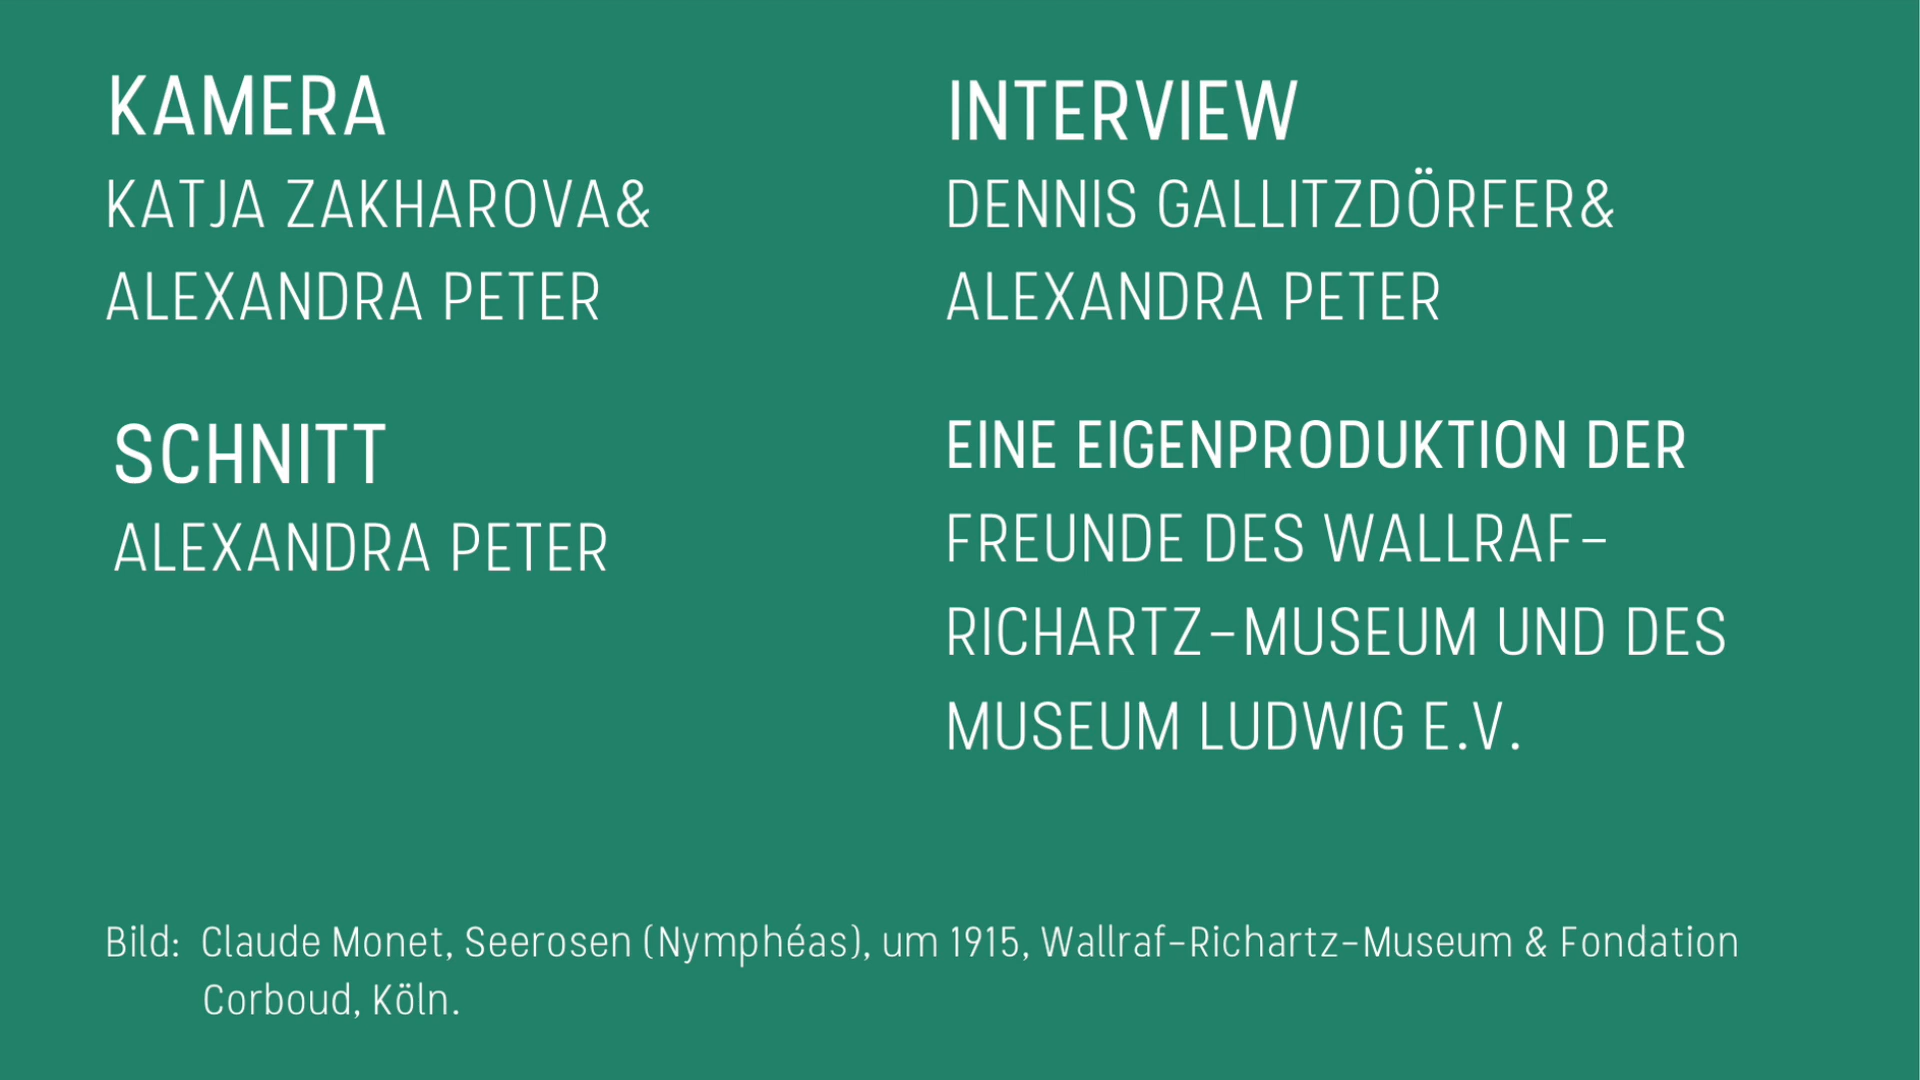 KAMERA
KATJA ZAKHAROVA&
ALEXANDRA PETER
SCHNITT
ALEXANDRA PETER
INTERVIEW
DENNIS GALLITZDÖRFER&
ALEXANDRA PETER
EINE EIGENPRODUKTION DER
FREUNDE DES WALLRAF-
RICHARTZ-MUSEUM UND DES
MUSEUM LUDWIG E.V.
Bild: Claude Monet, Seerosen (Nymphéas), um 1915, Wallraf-Richartz-Museum & Fondation
Corboud, Köln.